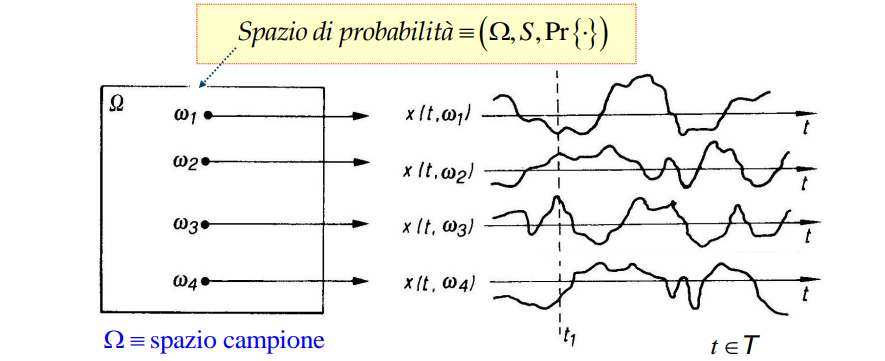 Spazio di probabilità ≡ (Ω, S, Pr{·})
Ω
ω1 x(t,ω1) t
ω2 x(t,ω2) t
ω3 x(t, ω3) t
ω4 x(t, ω4) t
t1
Ω ≡ spazio campione
t ∈ T